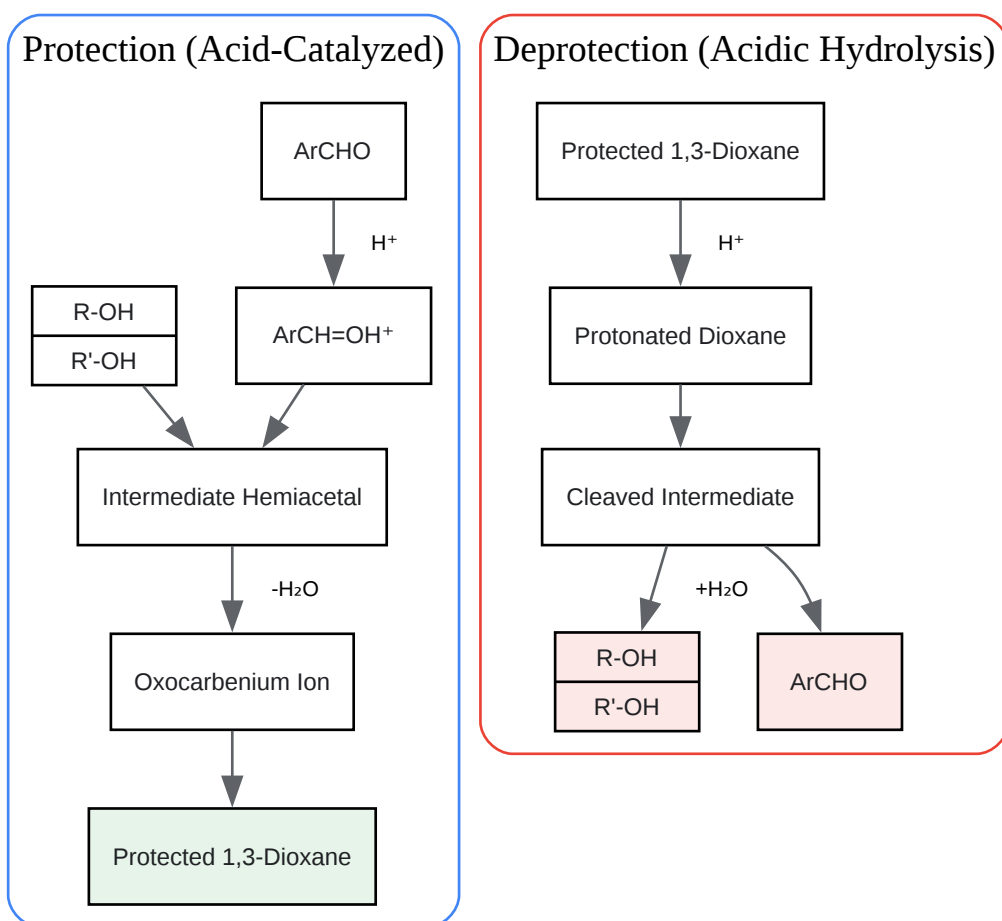 Protection (Acid-Catalyzed)
ArCHO
H⁺
R-OH
R'-OH
ArCH=OH⁺
Intermediate Hemiacetal
-H₂O
Oxocarbenium Ion
Protected 1,3-Dioxane
Deprotection (Acidic Hydrolysis)
Protected 1,3-Dioxane
H⁺
Protonated Dioxane
Cleaved Intermediate
+H₂O
R-OH
R'-OH
ArCHO